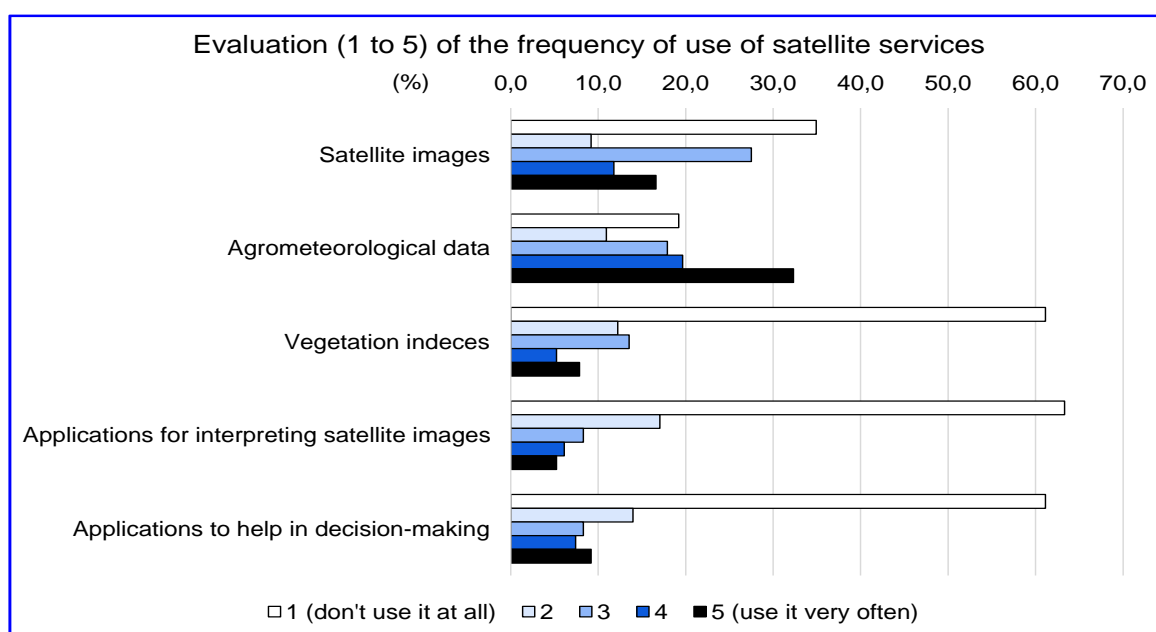 Evaluation (1 to 5) of the frequency of use of satellite services
(%) 0,0 10,0 20,0 30,0 40,0 50,0 60,0 70,0
Satellite images
Agrometeorological data
Vegetation indeces
Applications for interpreting satellite images
Applications to help in decision-making
1 (don't use it at all) 2 3 4 5 (use it very often)